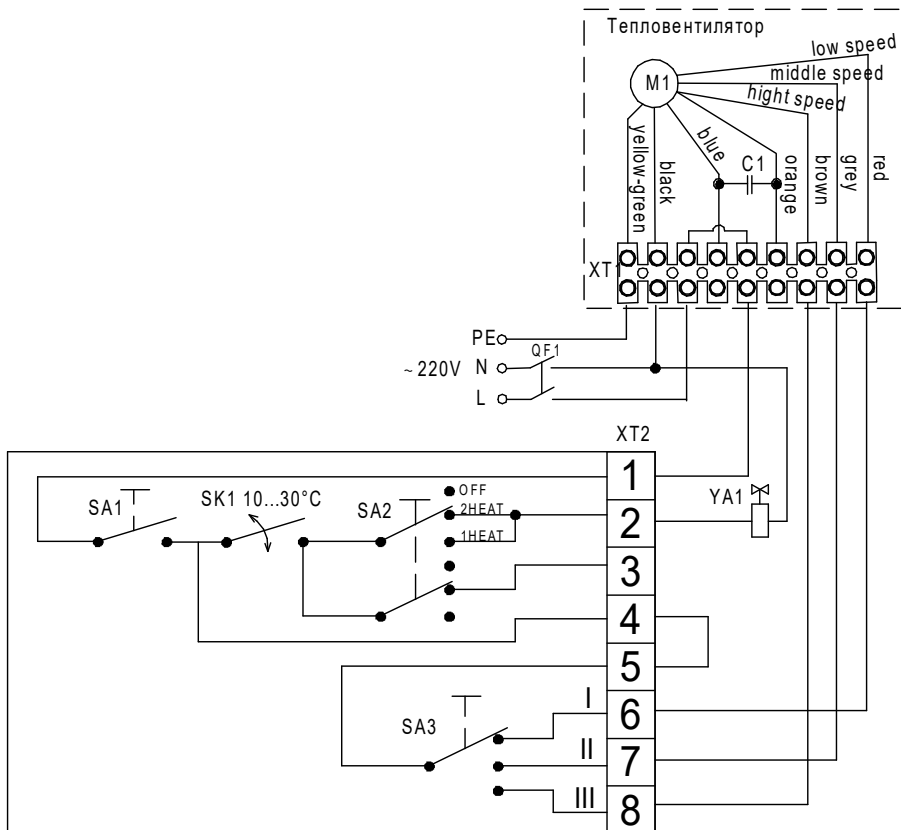 Тепловентилятор
low speed
M1
middle speed
hight speed
yellow-green
black
blue
C1
orange
brown
grey
red
XT1
PE
QF1
~ 220V N
L
XT2
1
SA1
SK1 10...30°C
SA2
OFF
2HEAT
1HEAT
2
YA1
3
4
5
SA3
I
6
II
7
III
8